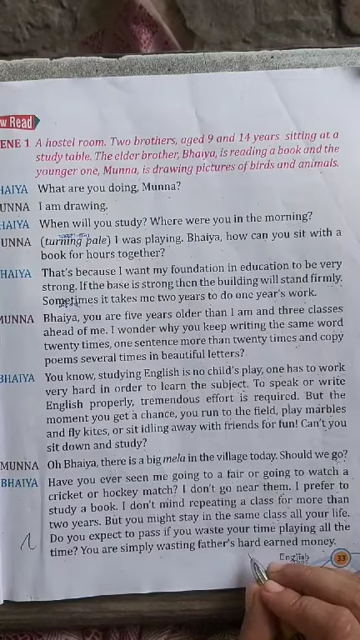 w Read
ENE 1 A hostel room. Two brothers, aged 9 and 14 years sitting at a
study table. The elder brother, Bhaiya, is reading a book and the
younger one, Munna, is drawing pictures of birds and animals.
HAIYA What are you doing, Munna?
UNNA I am drawing.
HAIYA When will you study? Where were you in the morning?
UNNA (turning pale) I was playing. Bhaiya, how can you sit with a
book for hours together?
HAIYA That's because I want my foundation in education to be very
strong. If the base is strong then the building will stand firmly.
Sometimes it takes me two years to do one year's work.
MUNNA Bhaiya, you are five years older than I am and three classes
ahead of me. I wonder why you keep writing the same word
twenty times, one sentence more than twenty times and copy
poems several times in beautiful letters?
BHAIYA You know, studying English is no child's play, one has to work
very hard in order to learn the subject. To speak or write
English properly, tremendous effort is required. But the
moment you get a chance, you run to the field, play marbles
and fly kites, or sit idling away with friends for fun! Can't you
sit down and study?
MUNNA Oh Bhaiya, there is a big mela in the village today. Should we go?
BHAIYA Have you ever seen me going to a fair or going to watch a
cricket or hockey match? I don't go near them. I prefer to
study a book. I don't mind repeating a class for more than
two years. But you might stay in the same class all your life.
Do you expect to pass if you waste your time playing all the
time? You are simply wasting father's hard earned money.
English
33